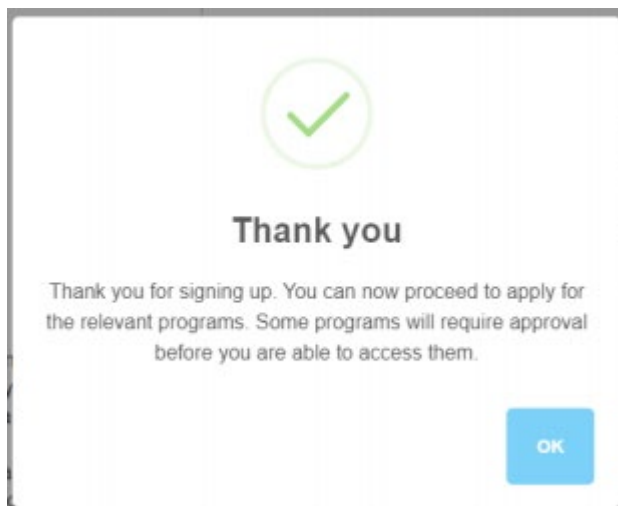 Thank you
Thank you for signing up. You can now proceed to apply for
the relevant programs. Some programs will require approval
before you are able to access them.
OK